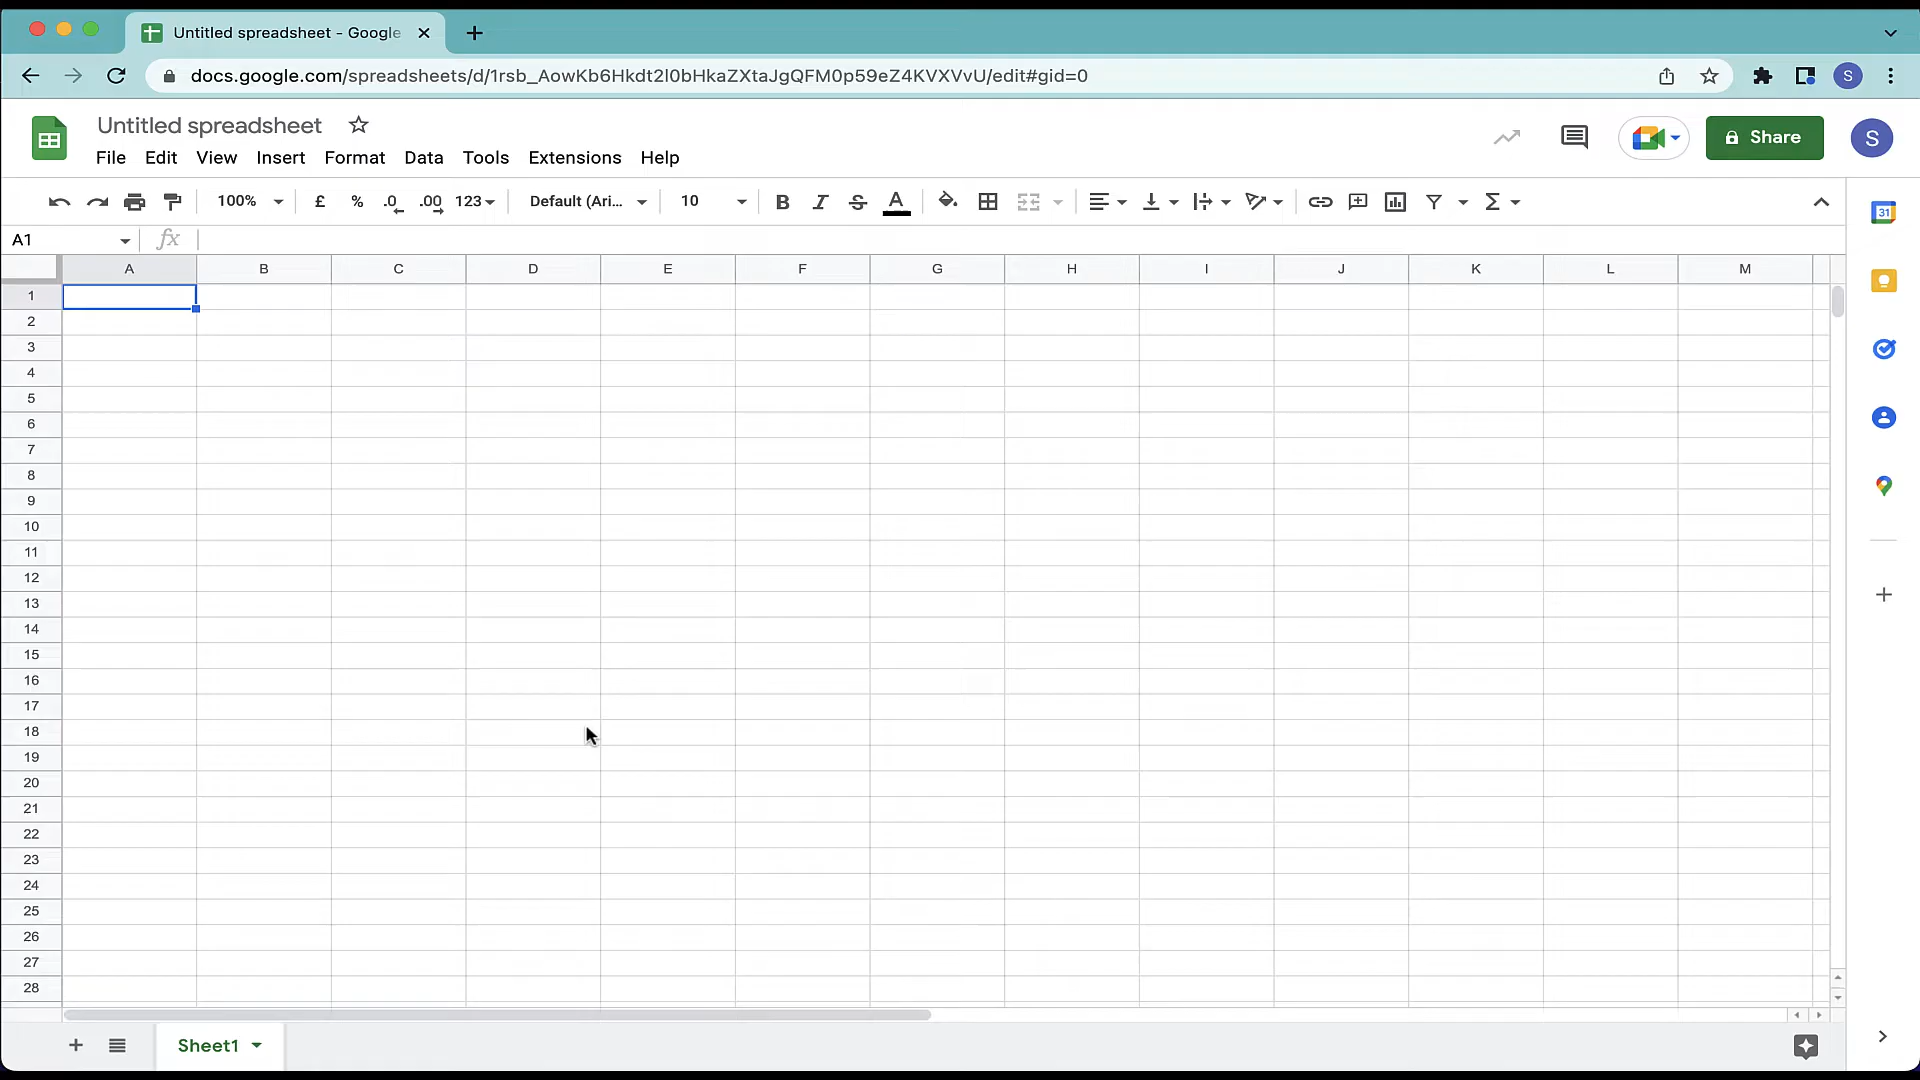 Untitled spreadsheet - Google
docs.google.com/spreadsheets/d/1rsb_AowKb6Hkdt2l0bHkaZXtaJgQFM0p59eZ4KVXVvU/edit#gid=0
S
Untitled spreadsheet
File Edit View Insert Format Data Tools Extensions Help
Share
S
100% £ % .0 .00 123 Default (Ari... 10 B I S A Σ
31
A1 fx
A B C D E F G H I J K L M
1
2
3
4
5
6
7
8
9
10
11
12
13
14
15
16
17
18
19
20
21
22
23
24
25
26
27
28
Sheet1